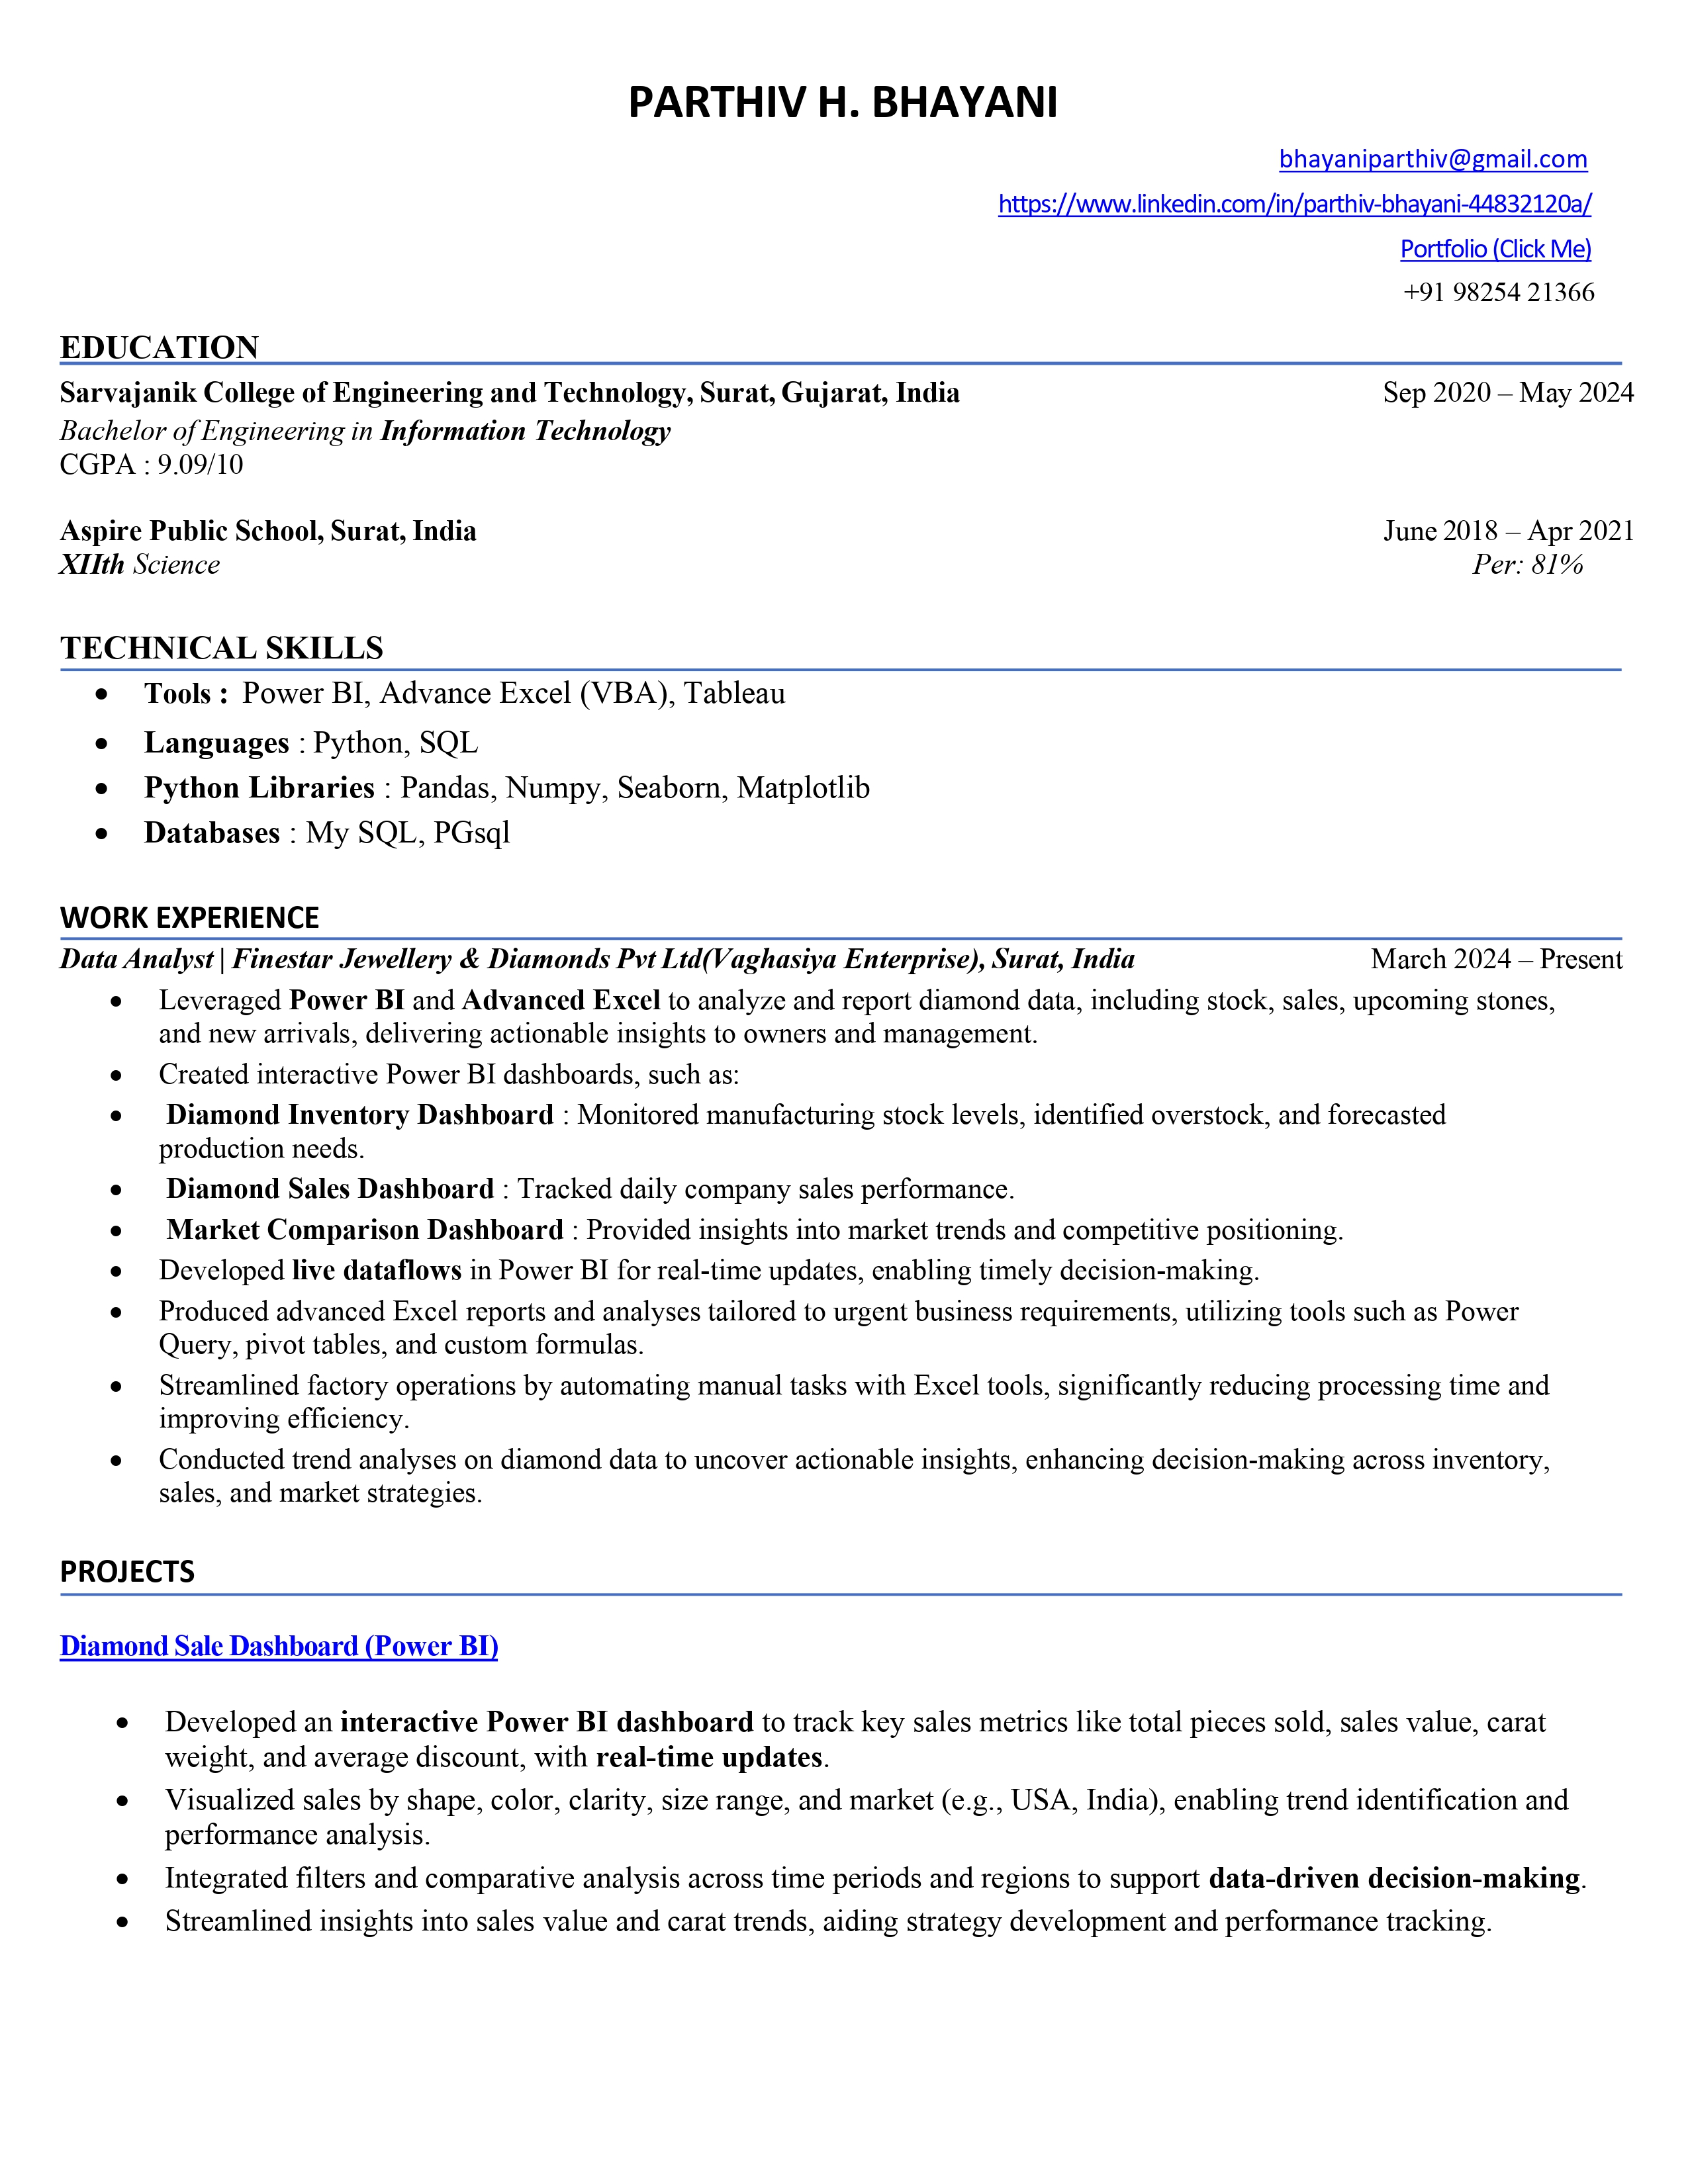 PARTHIV H. BHAYANI
bhayaniparthiv@gmail.com
https://www.linkedin.com/in/parthiv-bhayani-44832120a/
Portfolio (Click Me)
+91 98254 21366
EDUCATION
Sarvajanik College of Engineering and Technology, Surat, Gujarat, India Sep 2020 – May 2024
Bachelor of Engineering in Information Technology
CGPA : 9.09/10
Aspire Public School, Surat, India June 2018 – Apr 2021
XIIth Science Per: 81%
TECHNICAL SKILLS
• Tools : Power BI, Advance Excel (VBA), Tableau
• Languages : Python, SQL
• Python Libraries : Pandas, Numpy, Seaborn, Matplotlib
• Databases : My SQL, PGsql
WORK EXPERIENCE
Data Analyst | Finestar Jewellery & Diamonds Pvt Ltd(Vaghasiya Enterprise), Surat, India March 2024 – Present
• Leveraged Power BI and Advanced Excel to analyze and report diamond data, including stock, sales, upcoming stones,
and new arrivals, delivering actionable insights to owners and management.
• Created interactive Power BI dashboards, such as:
• Diamond Inventory Dashboard : Monitored manufacturing stock levels, identified overstock, and forecasted
production needs.
• Diamond Sales Dashboard : Tracked daily company sales performance.
• Market Comparison Dashboard : Provided insights into market trends and competitive positioning.
• Developed live dataflows in Power BI for real-time updates, enabling timely decision-making.
• Produced advanced Excel reports and analyses tailored to urgent business requirements, utilizing tools such as Power
Query, pivot tables, and custom formulas.
• Streamlined factory operations by automating manual tasks with Excel tools, significantly reducing processing time and
improving efficiency.
• Conducted trend analyses on diamond data to uncover actionable insights, enhancing decision-making across inventory,
sales, and market strategies.
PROJECTS
Diamond Sale Dashboard (Power BI)
• Developed an interactive Power BI dashboard to track key sales metrics like total pieces sold, sales value, carat
weight, and average discount, with real-time updates.
• Visualized sales by shape, color, clarity, size range, and market (e.g., USA, India), enabling trend identification and
performance analysis.
• Integrated filters and comparative analysis across time periods and regions to support data-driven decision-making.
• Streamlined insights into sales value and carat trends, aiding strategy development and performance tracking.